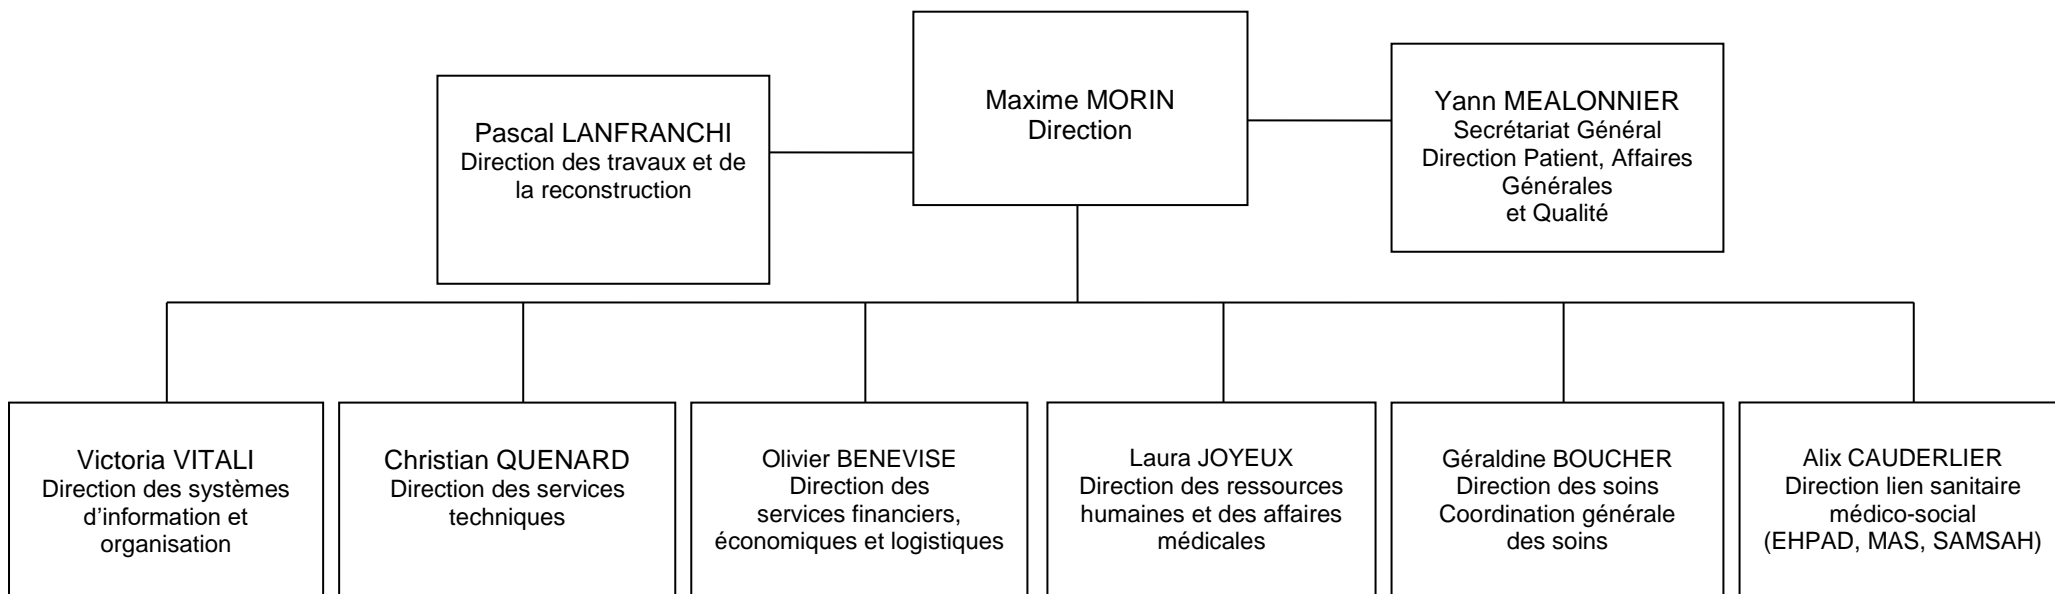 Maxime MORIN
Direction
Pascal LANFRANCHI
Direction des travaux et de
la reconstruction
Yann MEALONNIER
Secrétariat Général
Direction Patient, Affaires
Générales
et Qualité
Victoria VITALI
Direction des systèmes
d’information et
organisation
Christian QUENARD
Direction des services
techniques
Olivier BENEVISE
Direction des
services financiers,
économiques et logistiques
Laura JOYEUX
Direction des ressources
humaines et des affaires
médicales
Géraldine BOUCHER
Direction des soins
Coordination générale
des soins
Alix CAUDERLIER
Direction lien sanitaire
médico-social
(EHPAD, MAS, SAMSAH)